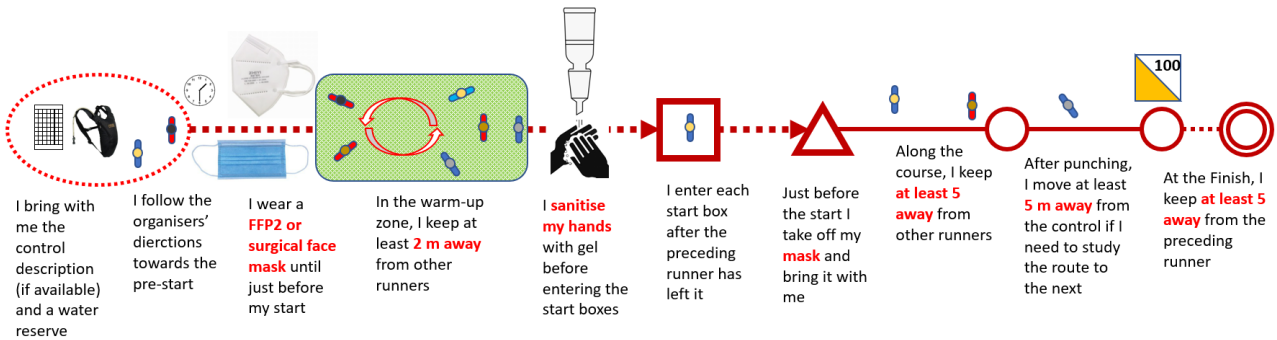 I bring with
me the
control
description
(if available)
and a water
reserve
I follow the
organisers'
dierctions
towards the
pre-start
I wear a
FFP2 or
surgical face
mask until
just before
my start
In the warm-up
zone, I keep at
least 2 m away
from other
runners
I sanitise
my hands
with gel
before
entering the
start boxes
I enter each
start box
after the
preceding
runner has
left it
Just before
the start I
take off my
mask and
bring it with
me
Along the
course, I keep
at least 5
away from
other runners
After punching,
I move at least
5 m away from
the control if I
need to study
the route to
the next
100
At the Finish, I
keep at least 5
away from the
preceding
runner